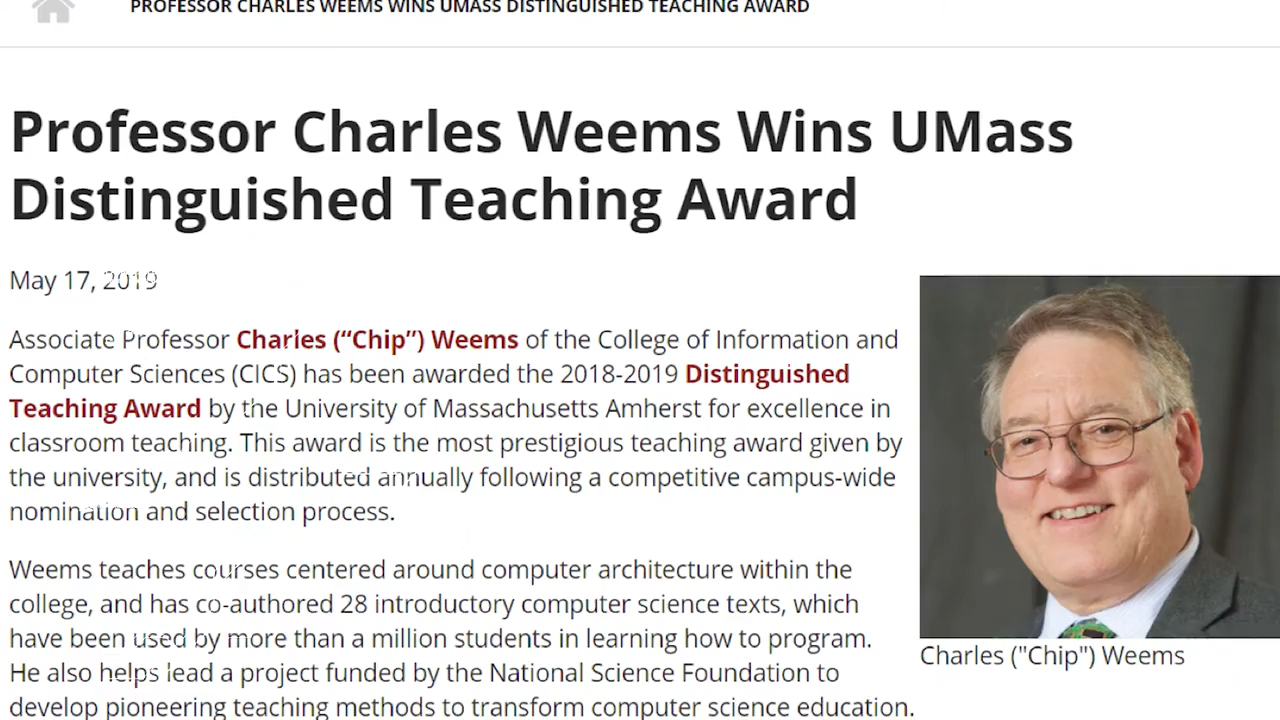 PROFESSOR CHARLES WEEMS WINS UMASS DISTINGUISHED TEACHING AWARD
Professor Charles Weems Wins UMass
Distinguished Teaching Award
May 17, 2019
Associate Professor Charles (“Chip”) Weems of the College of Information and
Computer Sciences (CICS) has been awarded the 2018-2019 Distinguished
Teaching Award by the University of Massachusetts Amherst for excellence in
classroom teaching. This award is the most prestigious teaching award given by
the university, and is distributed annually following a competitive campus-wide
nomination and selection process.
Weems teaches courses centered around computer architecture within the
college, and has co-authored 28 introductory computer science texts, which
have been used by more than a million students in learning how to program.
He also helps lead a project funded by the National Science Foundation to
develop pioneering teaching methods to transform computer science education.
Charles ("Chip") Weems